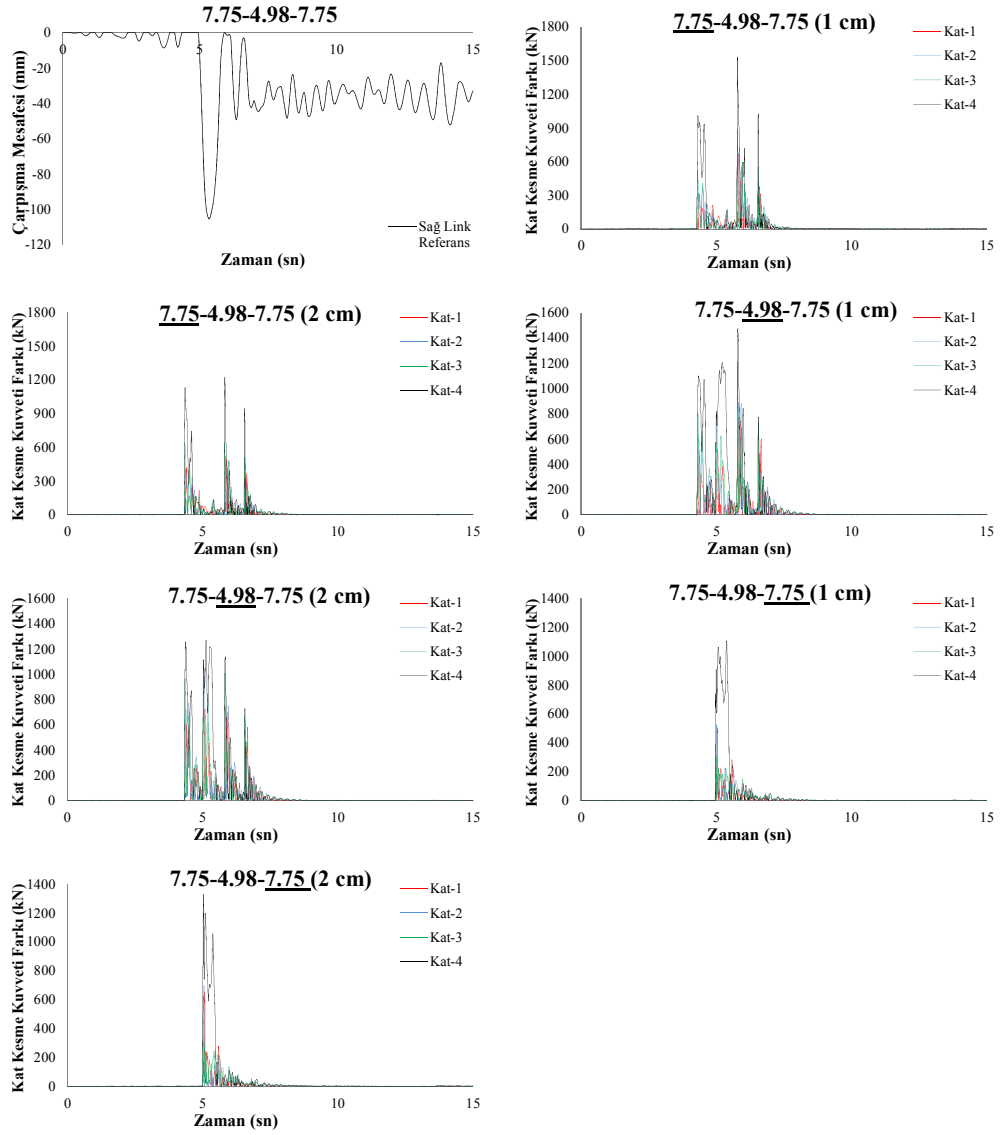 7.75-4.98-7.75
Çarpışma Mesafesi (mm)
0
-20
-40
-60
-80
-100
-120
0 5 10 15
Sağ Link
Referans
Zaman (sn)
7.75-4.98-7.75 (1 cm)
Kat Kesme Kuvveti Farkı (kN)
1800
1500
1200
900
600
300
0
0 5 10 15
Zaman (sn)
Kat-1
Kat-2
Kat-3
Kat-4
7.75-4.98-7.75 (2 cm)
Kat Kesme Kuvveti Farkı (kN)
1800
1500
1200
900
600
300
0
0 5 10 15
Zaman (sn)
Kat-1
Kat-2
Kat-3
Kat-4
7.75-4.98-7.75 (1 cm)
Kat Kesme Kuvveti Farkı (kN)
1600
1400
1200
1000
800
600
400
200
0
0 5 10 15
Zaman (sn)
Kat-1
Kat-2
Kat-3
Kat-4
7.75-4.98-7.75 (2 cm)
Kat Kesme Kuvveti Farkı (kN)
1600
1400
1200
1000
800
600
400
200
0
0 5 10 15
Zaman (sn)
Kat-1
Kat-2
Kat-3
Kat-4
7.75-4.98-7.75 (1 cm)
Kat Kesme Kuvveti Farkı (kN)
1400
1200
1000
800
600
400
200
0
0 5 10 15
Zaman (sn)
Kat-1
Kat-2
Kat-3
Kat-4
7.75-4.98-7.75 (2 cm)
Kat Kesme Kuvveti Farkı (kN)
1400
1200
1000
800
600
400
200
0
0 5 10 15
Zaman (sn)
Kat-1
Kat-2
Kat-3
Kat-4